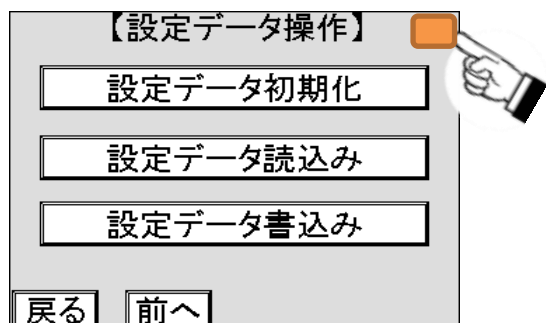 【設定データ操作】
設定データ初期化
設定データ読込み
設定データ書込み
戻る 前へ